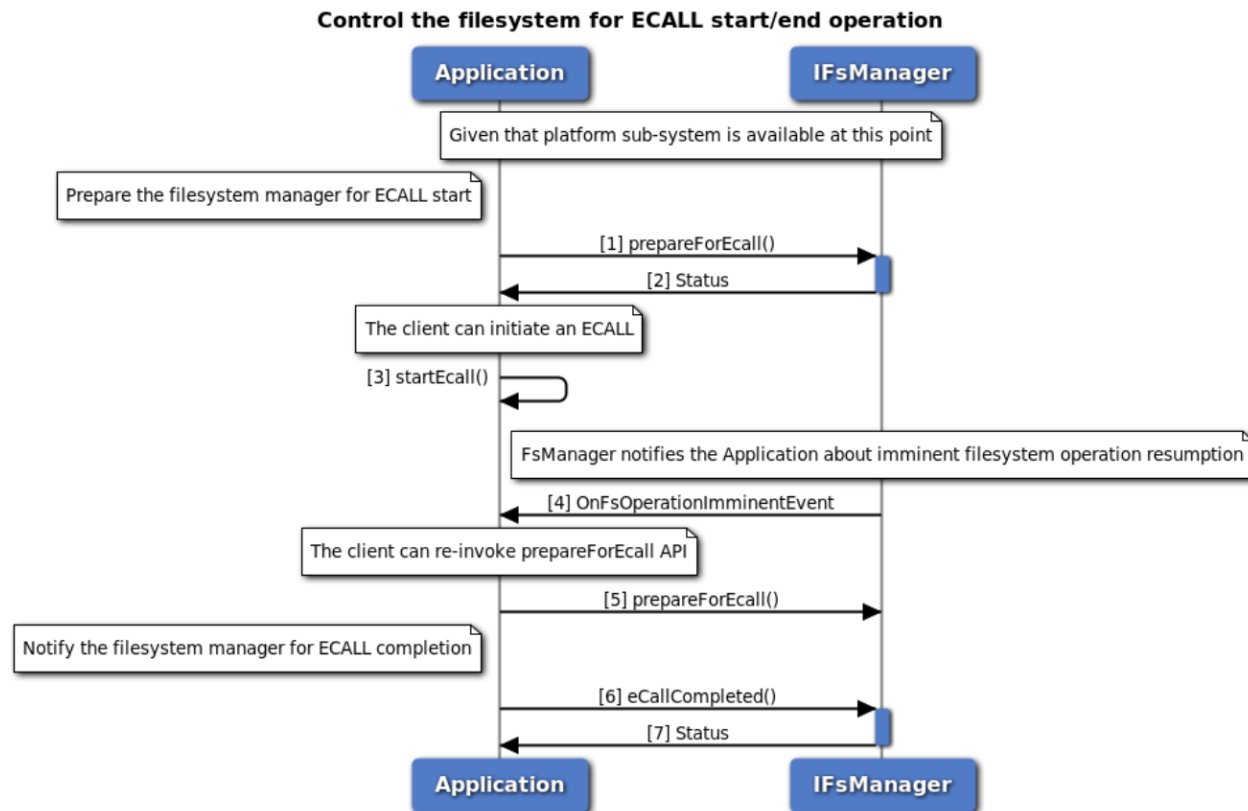 Control the filesystem for ECALL start/end operation
Application
IFsManager
Given that platform sub-system is available at this point
Prepare the filesystem manager for ECALL start
[1] prepareForEcall()
[2] Status
The client can initiate an ECALL
[3] startEcall()
FsManager notifies the Application about imminent filesystem operation resumption
[4] OnFsOperationImminentEvent
The client can re-invoke prepareForEcall API
[5] prepareForEcall()
Notify the filesystem manager for ECALL completion
[6] eCallCompleted()
[7] Status
Application
IFsManager